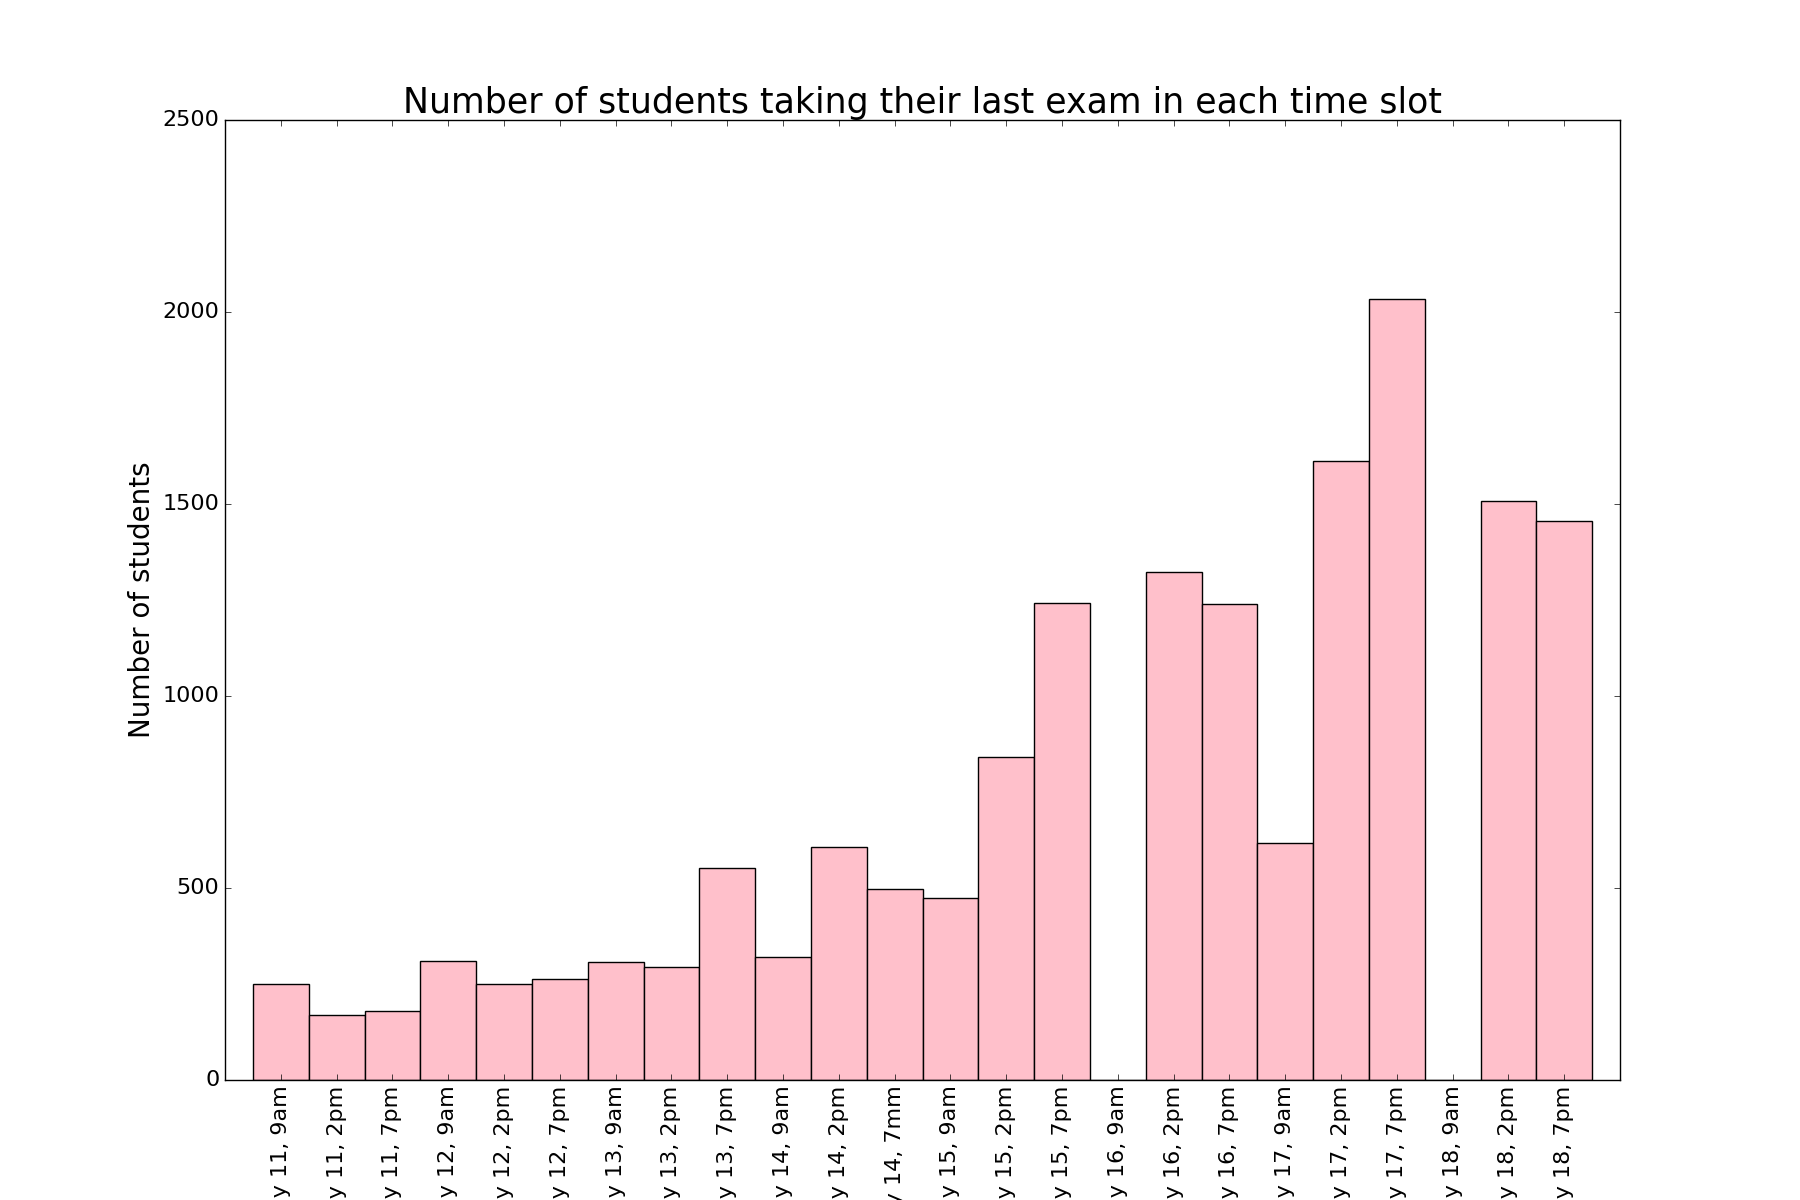 Number of students taking their last exam in each time slot
Number of students
2500
2000
1500
1000
500
0
y 11, 9am
y 11, 2pm
y 11, 7pm
y 12, 9am
y 12, 2pm
y 12, 7pm
y 13, 9am
y 13, 2pm
y 13, 7pm
y 14, 9am
y 14, 2pm
y 14, 7mm
y 15, 9am
y 15, 2pm
y 15, 7pm
y 16, 9am
y 16, 2pm
y 16, 7pm
y 17, 9am
y 17, 2pm
y 17, 7pm
y 18, 9am
y 18, 2pm
y 18, 7pm